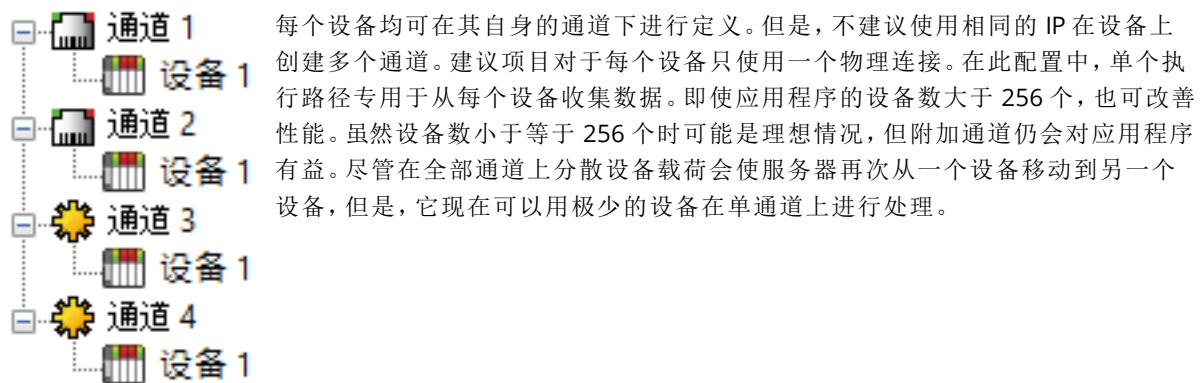 通道 1
设备 1
通道 2
设备 1
通道 3
设备 1
通道 4
设备 1
每个设备均可在其自身的通道下进行定义。但是，不建议使用相同的 IP 在设备上
创建多个通道。建议项目对于每个设备只使用一个物理连接。在此配置中，单个执
行路径专用于从每个设备收集数据。即使应用程序的设备数大于 256 个，也可改善
性能。虽然设备数小于等于 256 个时可能是理想情况，但附加通道仍会对应用程序
有益。尽管在全部通道上分散设备载荷会使服务器再次从一个设备移动到另一个
设备，但是，它现在可以用极少的设备在单通道上进行处理。